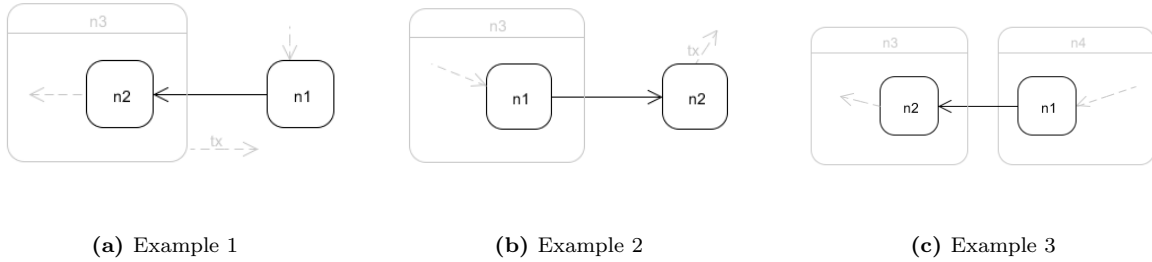 n3
n2
n1
tx
(a) Example 1
n3
n1
n2
tx
(b) Example 2
n3
n4
n2
n1
(c) Example 3